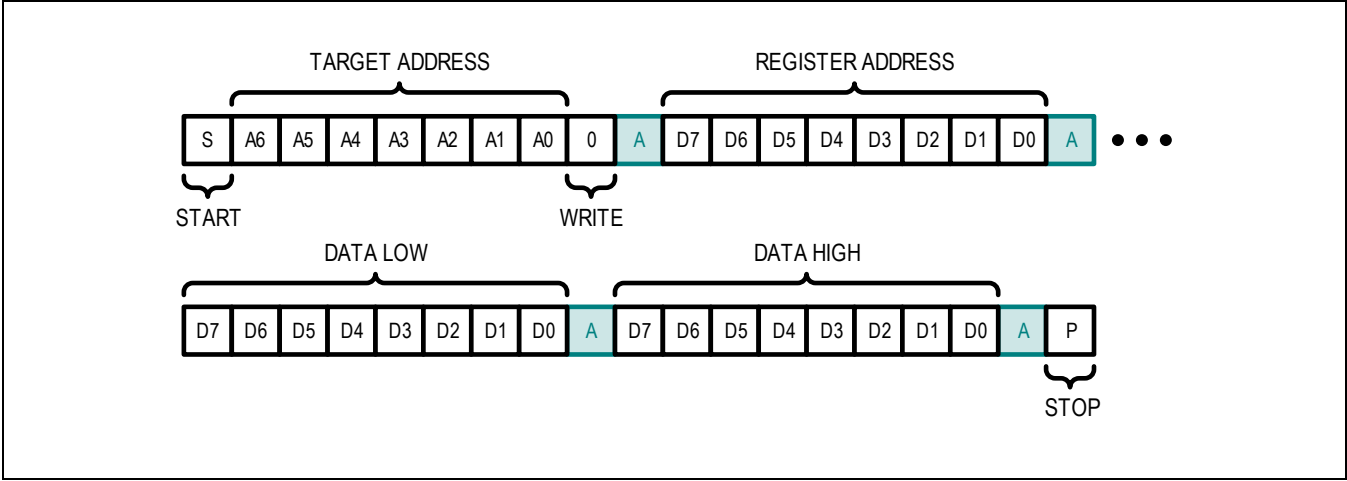 TARGET ADDRESS REGISTER ADDRESS
S A6 A5 A4 A3 A2 A1 A0 0 A D7 D6 D5 D4 D3 D2 D1 D0 A • • •
START WRITE
DATA LOW DATA HIGH
D7 D6 D5 D4 D3 D2 D1 D0 A D7 D6 D5 D4 D3 D2 D1 D0 A P
STOP